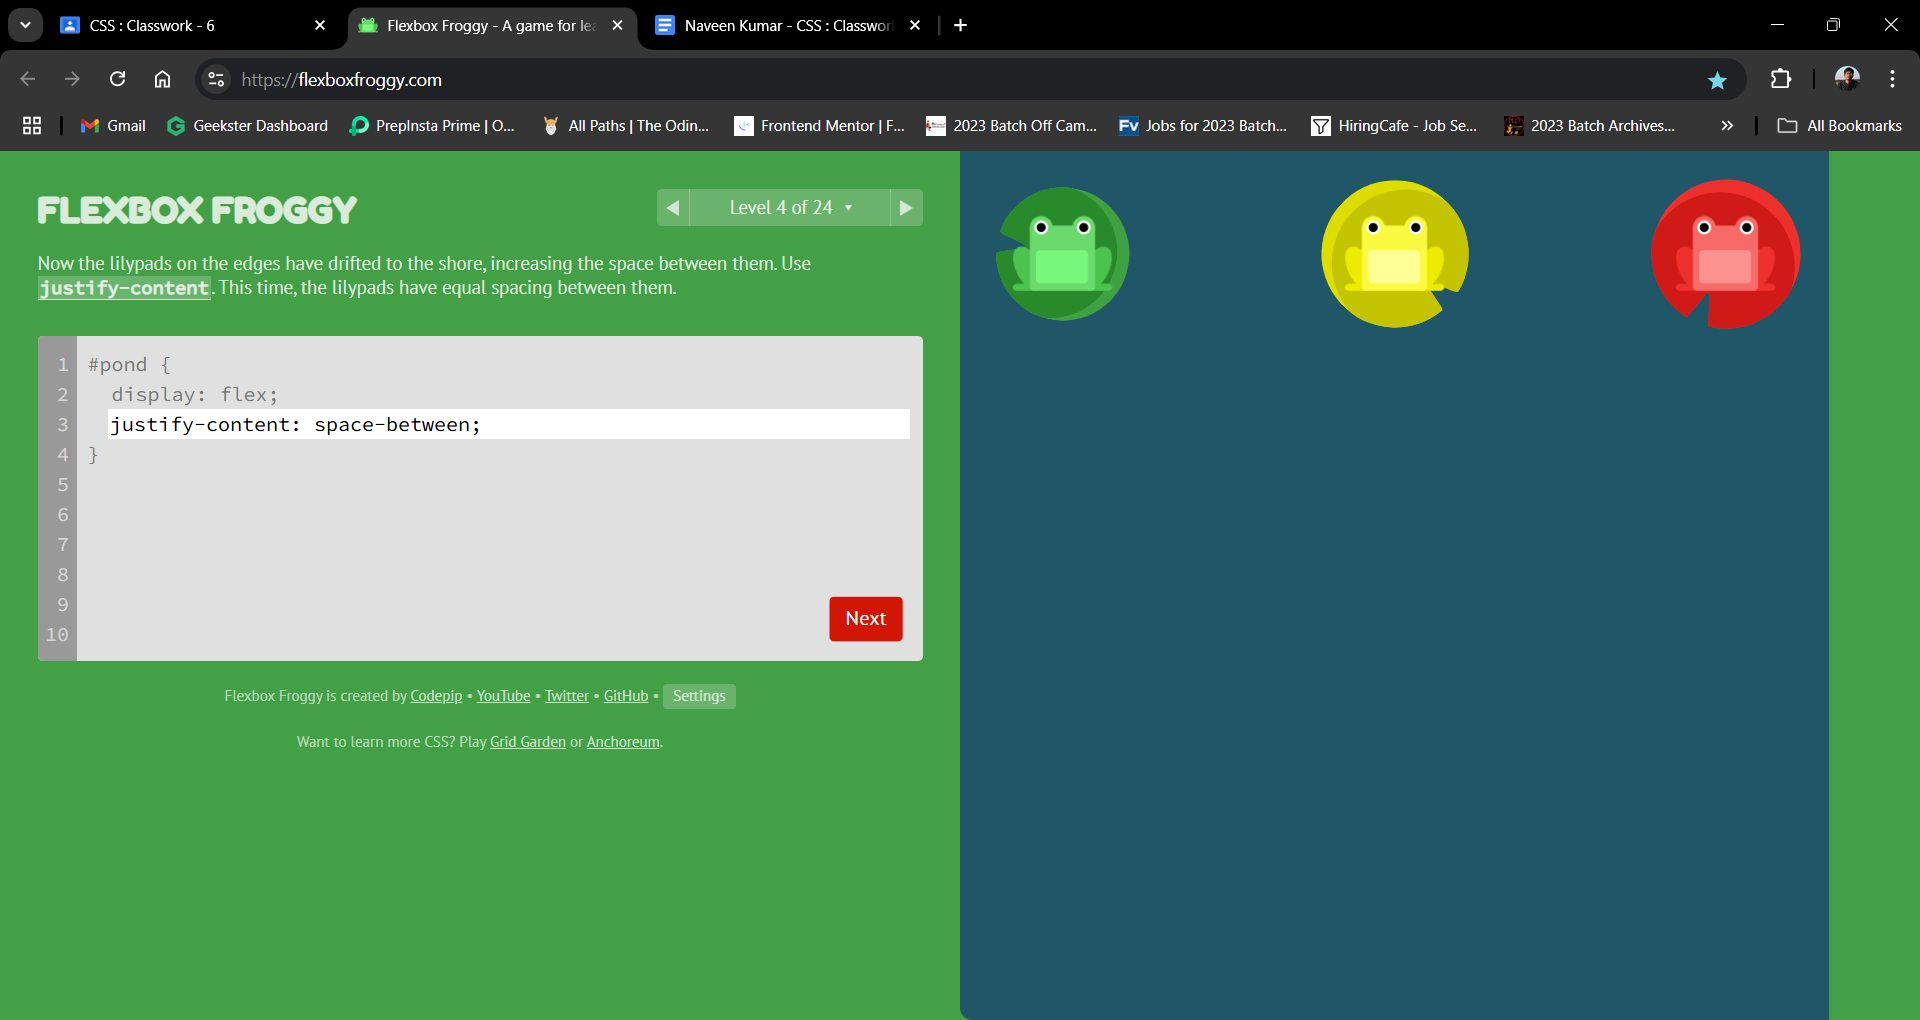 CSS : Classwork - 6
Flexbox Froggy - A game for lea
Naveen Kumar - CSS : Classwor
https://flexboxfroggy.com
Gmail
Geekster Dashboard
PrepInsta Prime | O...
All Paths | The Odin...
Frontend Mentor | F...
2023 Batch Off Cam...
Fv Jobs for 2023 Batch...
HiringCafe - Job Se...
2023 Batch Archives...
All Bookmarks
FLEXBOX FROGGY
Level 4 of 24
Now the lilypads on the edges have drifted to the shore, increasing the space between them. Use
justify-content. This time, the lilypads have equal spacing between them.
1 #pond {
2 display: flex;
3 justify-content: space-between;
4 }
5
6
7
8
9
10
Next
Flexbox Froggy is created by Codepip • YouTube • Twitter • GitHub • Settings
Want to learn more CSS? Play Grid Garden or Anchoreum.